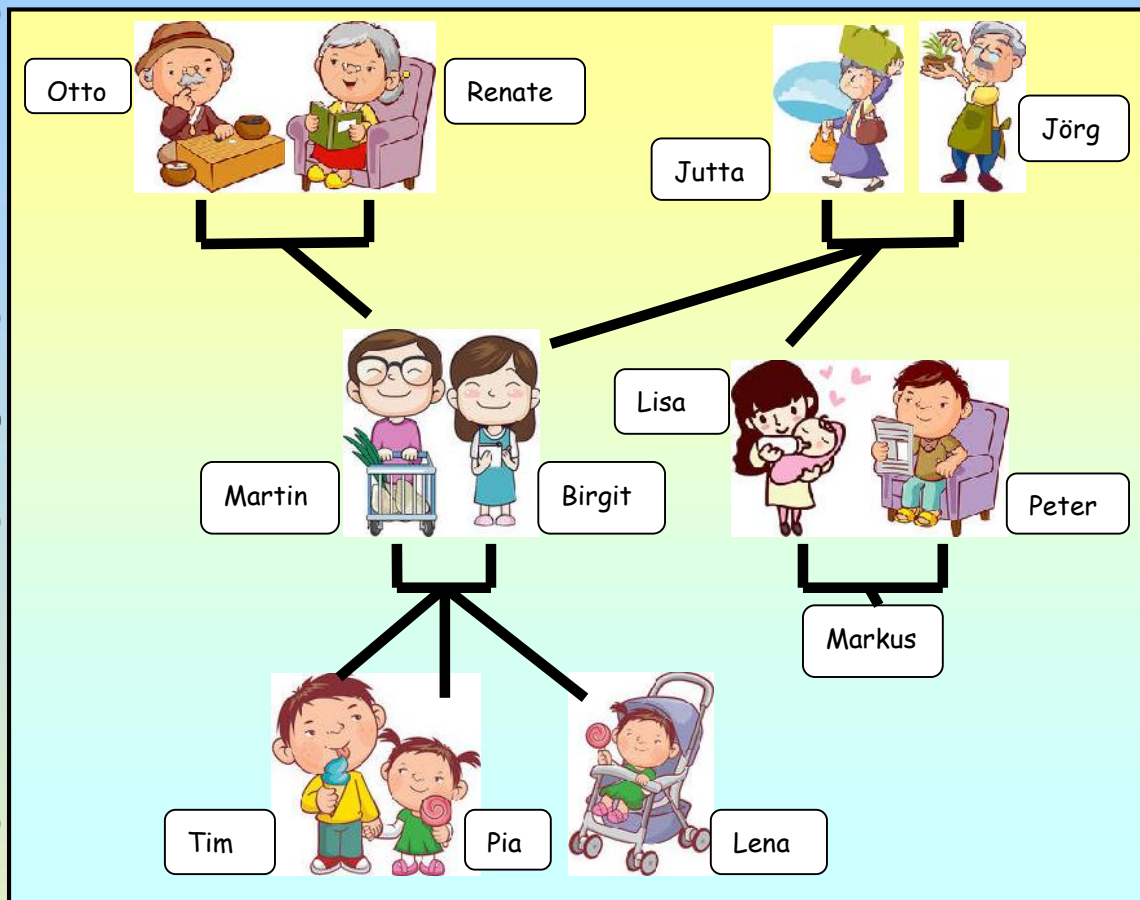 Otto
Renate
Jutta
Jörg
Lisa
Martin
Birgit
Peter
Markus
Tim
Pia
Lena